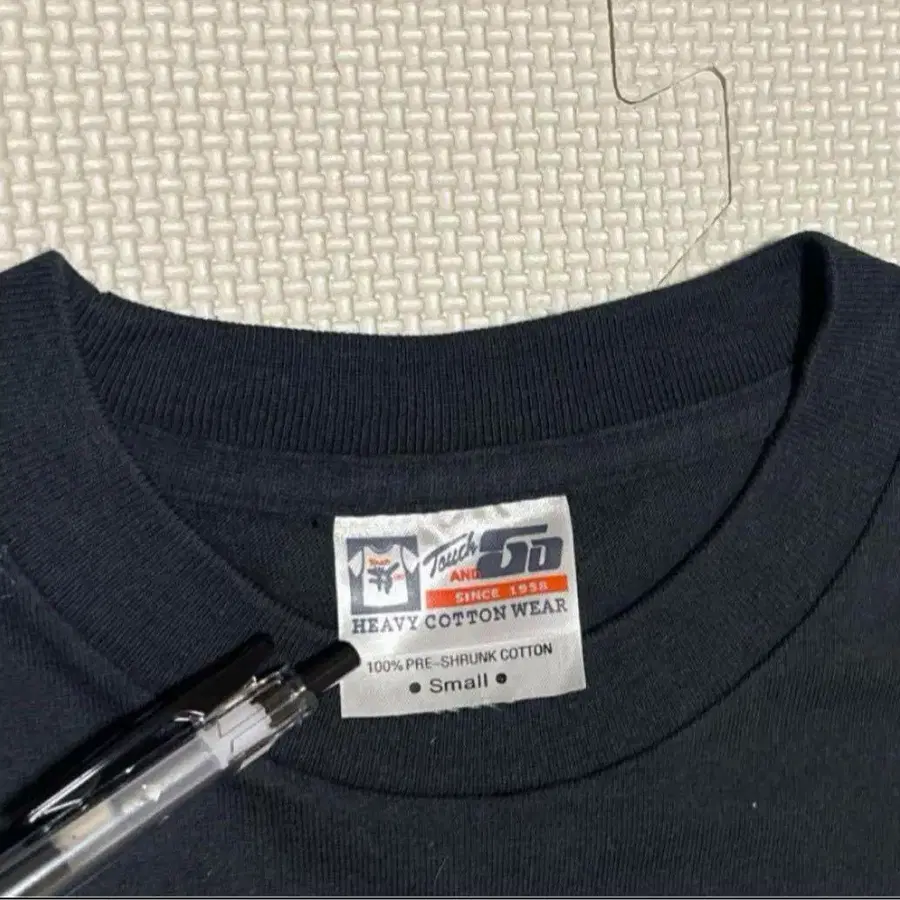 Touch
AND GO
SINCE 1958
HEAVY COTTON WEAR
100% PRE-SHRUNK COTTON
• Small •